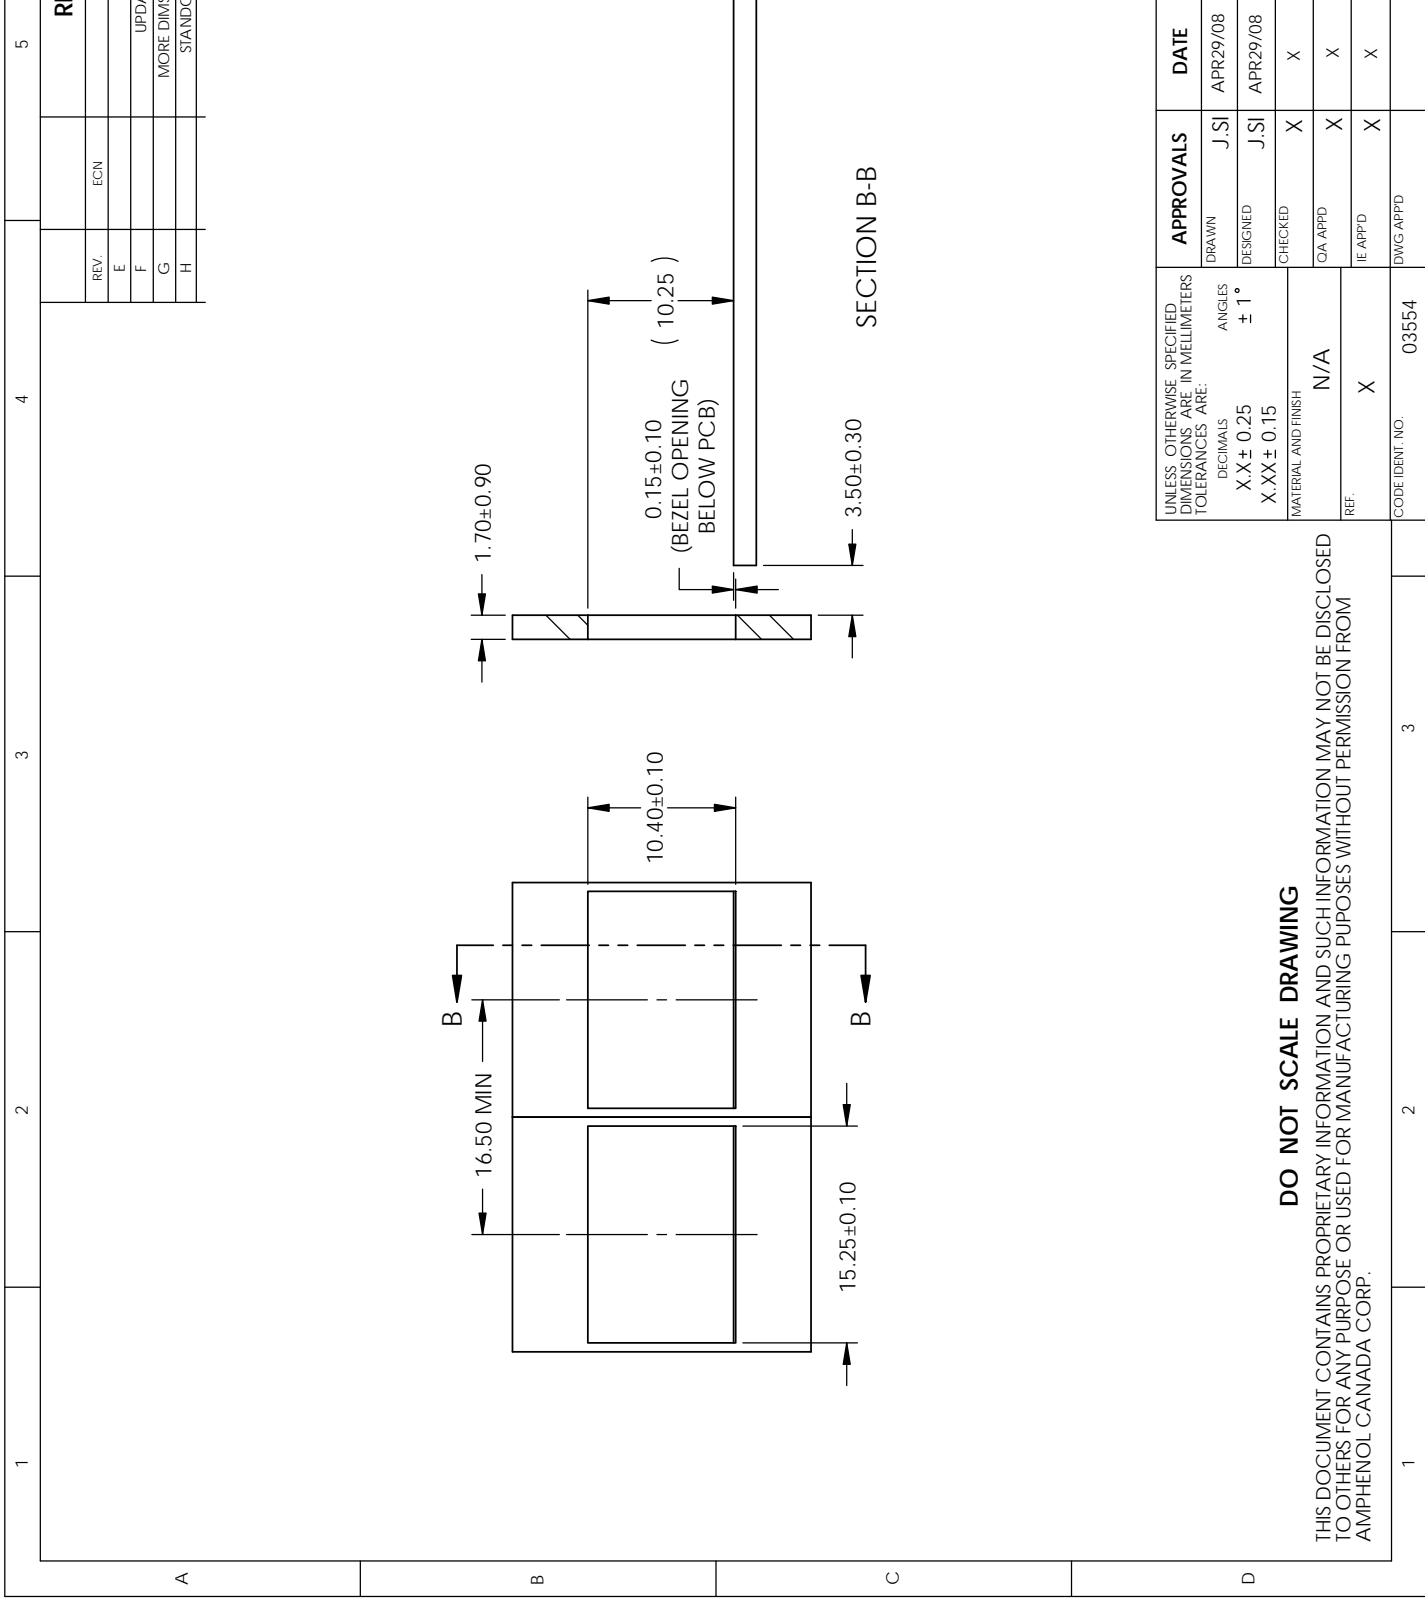 1
2
3
4
5
A
B
C
D
REV.
ECN
E
F
G
H
MORE DIMS
16.50 MIN
B
B
15.25±0.10
10.40±0.10
1.70±0.90
0.15±0.10
(BEZEL OPENING
BELOW PCB)
( 10.25 )
3.50±0.30
SECTION B-B
DO NOT SCALE DRAWING
THIS DOCUMENT CONTAINS PROPRIETARY INFORMATION AND SUCH INFORMATION MAY NOT BE DISCLOSED
TO OTHERS FOR ANY PURPOSE OR USED FOR MANUFACTURING PUPOSES WITHOUT PERMISSION FROM
AMPHENOL CANADA CORP.
UNLESS OTHERWISE SPECIFIED
DIMENSIONS ARE IN MELLIMETERS
TOLERANCES ARE:
DECIMALS ANGLES
X.X± 0.25 ± 1°
X.XX± 0.15
MATERIAL AND FINISH
N/A
REF.
X
CODE IDENT. NO.
03554
APPROVALS DATE
DRAWN J.SI APR29/08
DESIGNED J.SI APR29/08
CHECKED X X
QA APPD X X
IE APP'D X X
DWG APP'D
1
2
3